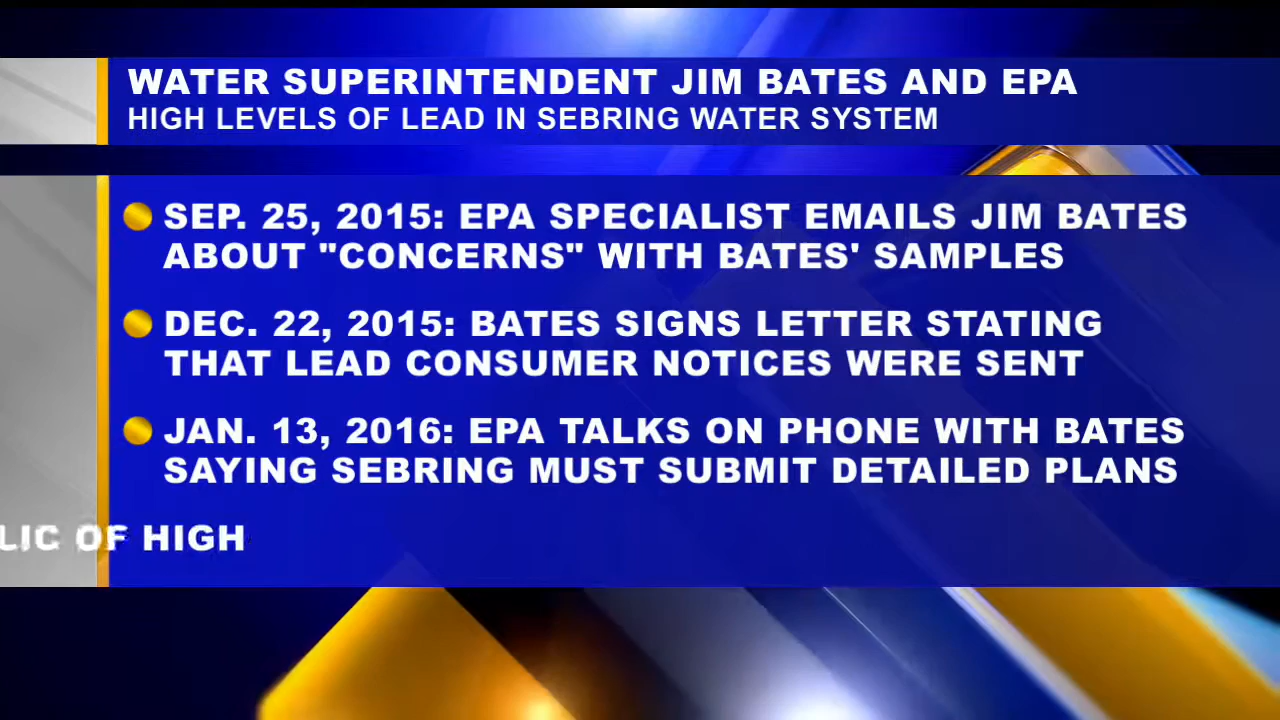 WATER SUPERINTENDENT JIM BATES AND EPA
HIGH LEVELS OF LEAD IN SEBRING WATER SYSTEM
SEP. 25, 2015: EPA SPECIALIST EMAILS JIM BATES
ABOUT "CONCERNS" WITH BATES' SAMPLES
DEC. 22, 2015: BATES SIGNS LETTER STATING
THAT LEAD CONSUMER NOTICES WERE SENT
JAN. 13, 2016: EPA TALKS ON PHONE WITH BATES
SAYING SEBRING MUST SUBMIT DETAILED PLANS
LIC OF HIGH